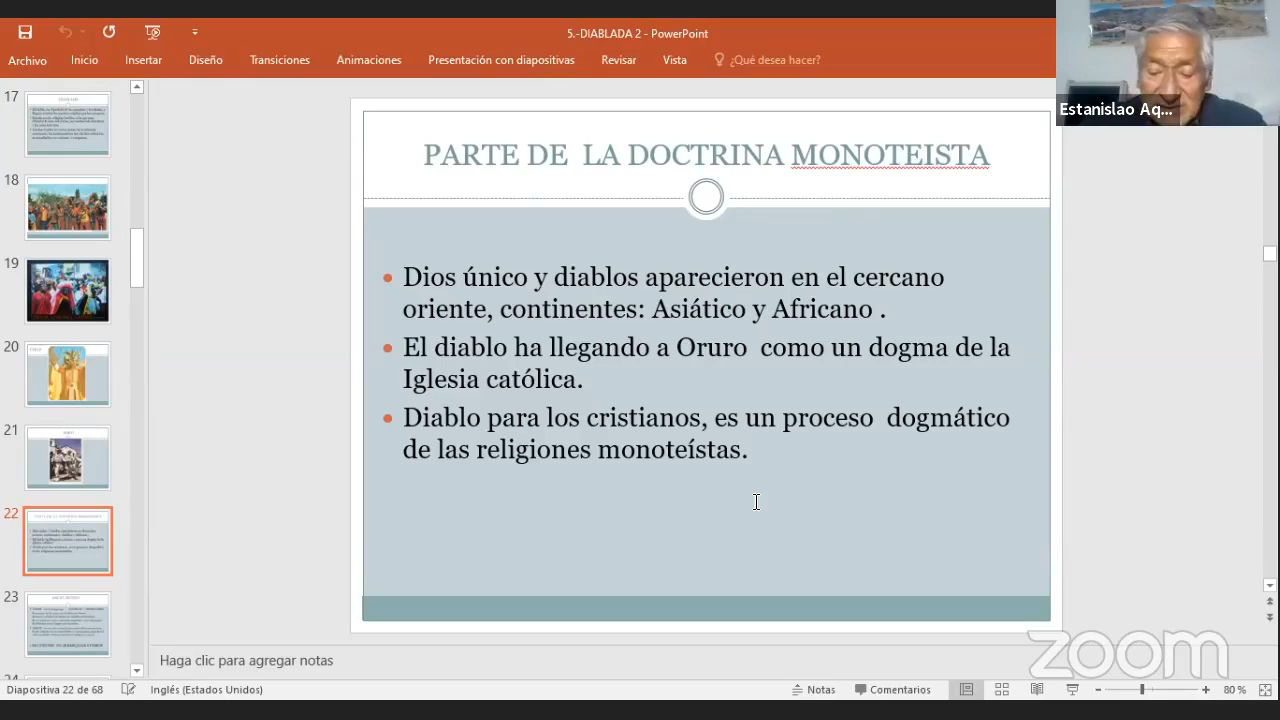 5.-DIABLADA 2 - PowerPoint
Archivo Inicio Insertar Diseño Transiciones Animaciones Presentación con diapositivas Revisar Vista ¿Qué desea hacer?
Estanislao Aq...
17
18
19
20
21
22
23
PARTE DE LA DOCTRINA MONOTEISTA
• Dios único y diablos aparecieron en el cercano
oriente, continentes: Asiático y Africano .
• El diablo ha llegando a Oruro como un dogma de la
Iglesia católica.
• Diablo para los cristianos, es un proceso dogmático
de las religiones monoteístas.
Haga clic para agregar notas
zoom
Diapositiva 22 de 68 Inglés (Estados Unidos) Notas Comentarios 80 %